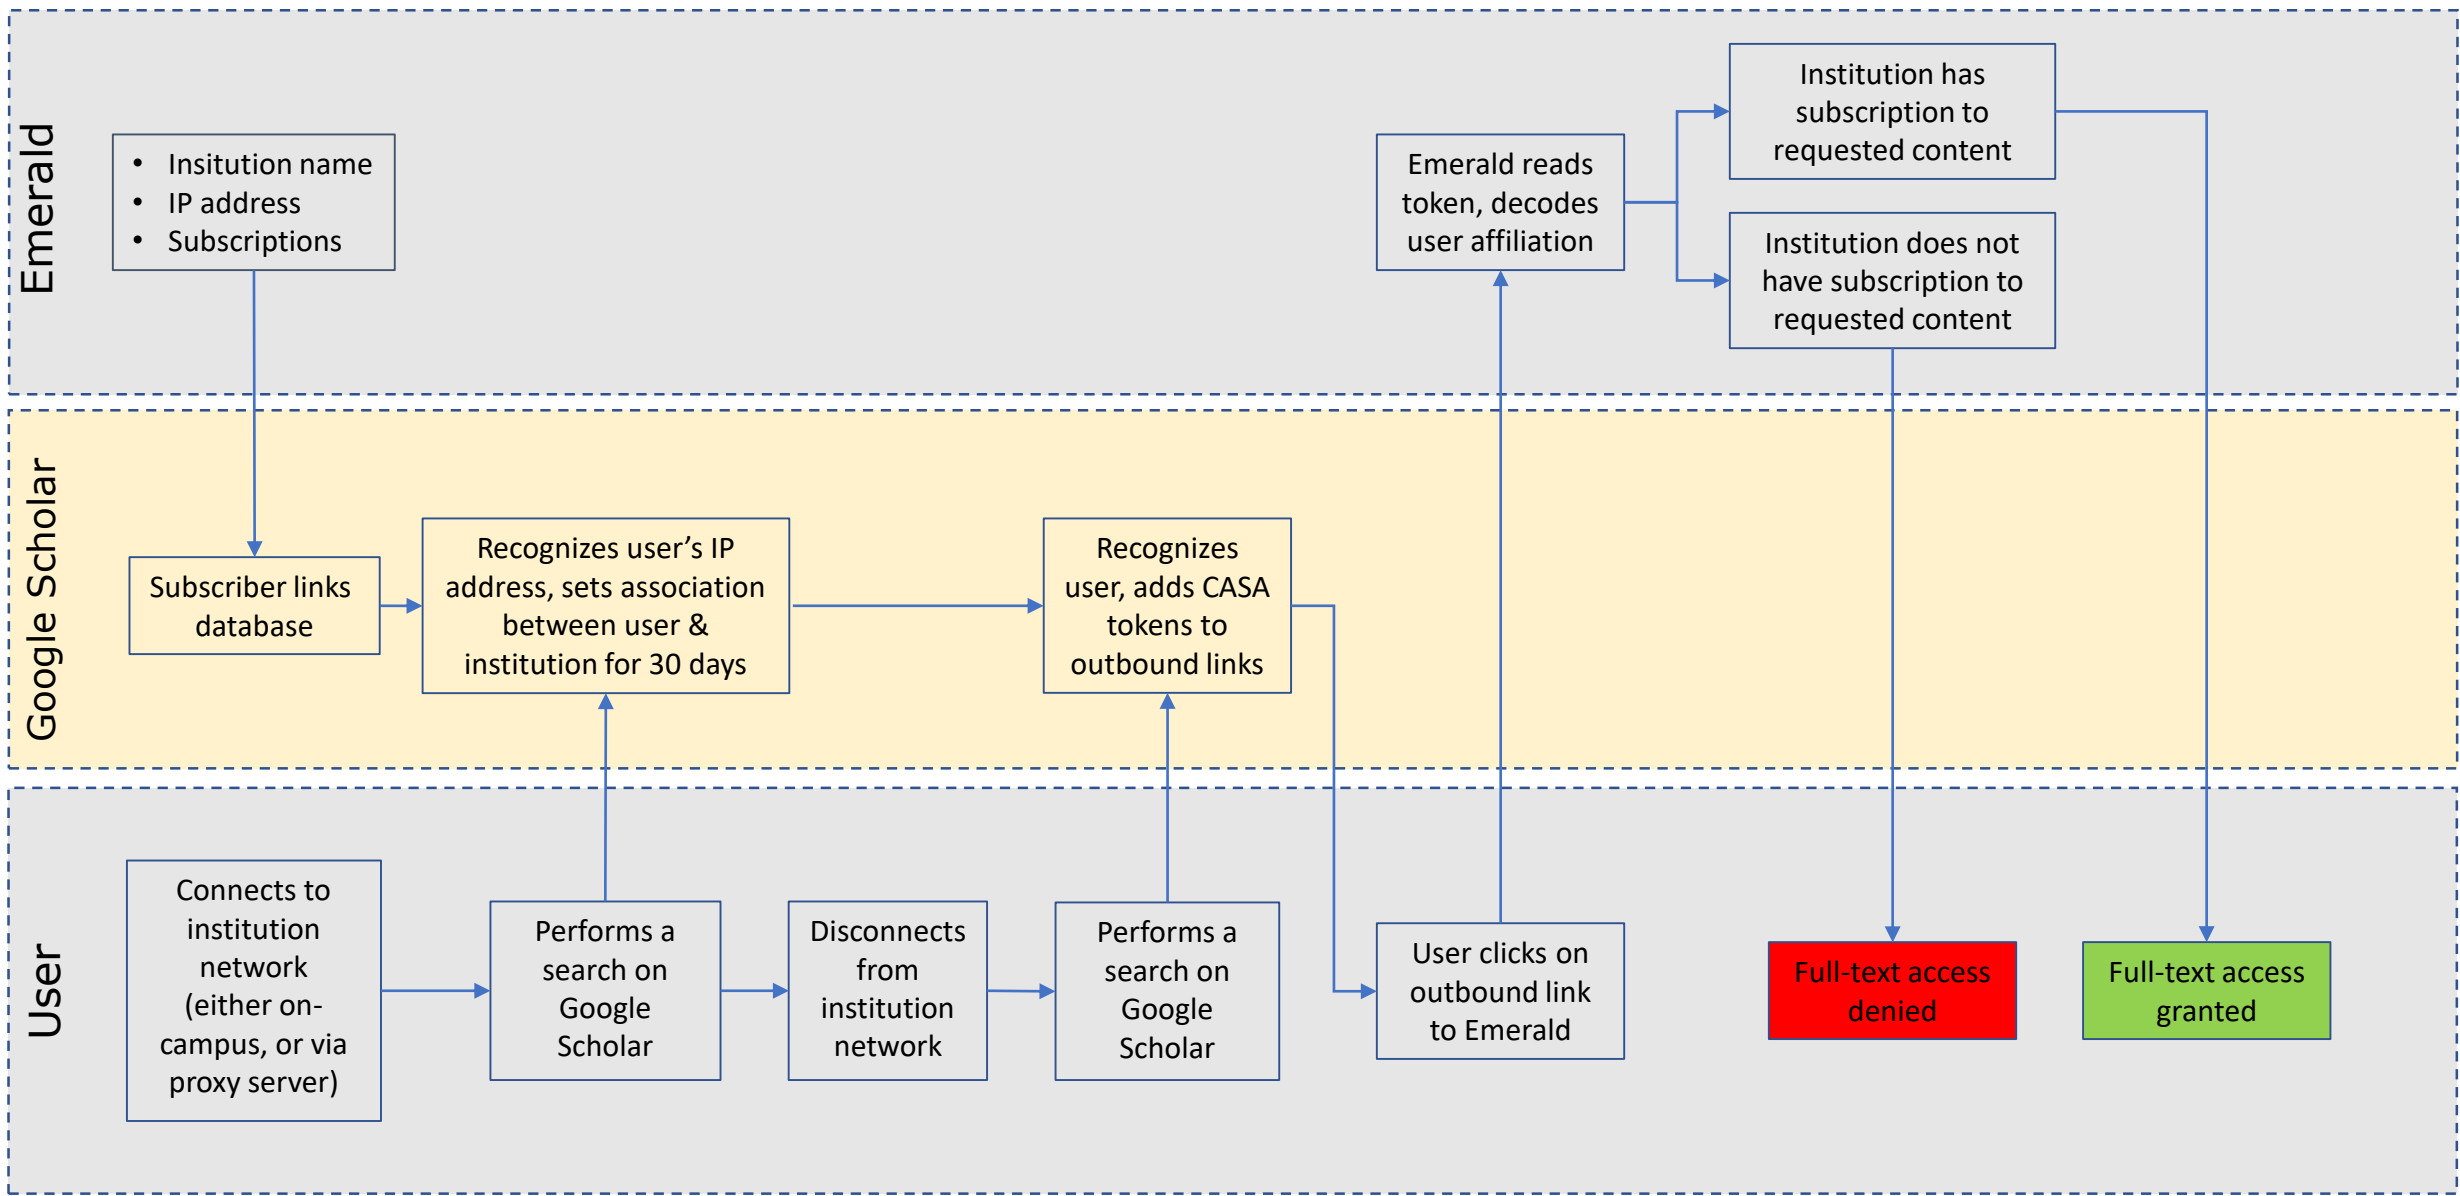 Emerald
• Insitution name
• IP address
• Subscriptions
Emerald reads
token, decodes
user affiliation
Institution has
subscription to
requested content
Institution does not
have subscription to
requested content
Google Scholar
Subscriber links
database
Recognizes user’s IP
address, sets association
between user &
institution for 30 days
Recognizes
user, adds CASA
tokens to
outbound links
User
Connects to
institution
network
(either on-
campus, or via
proxy server)
Performs a
search on
Google
Scholar
Disconnects
from
institution
network
Performs a
search on
Google
Scholar
User clicks on
outbound link
to Emerald
Full-text access
denied
Full-text access
granted